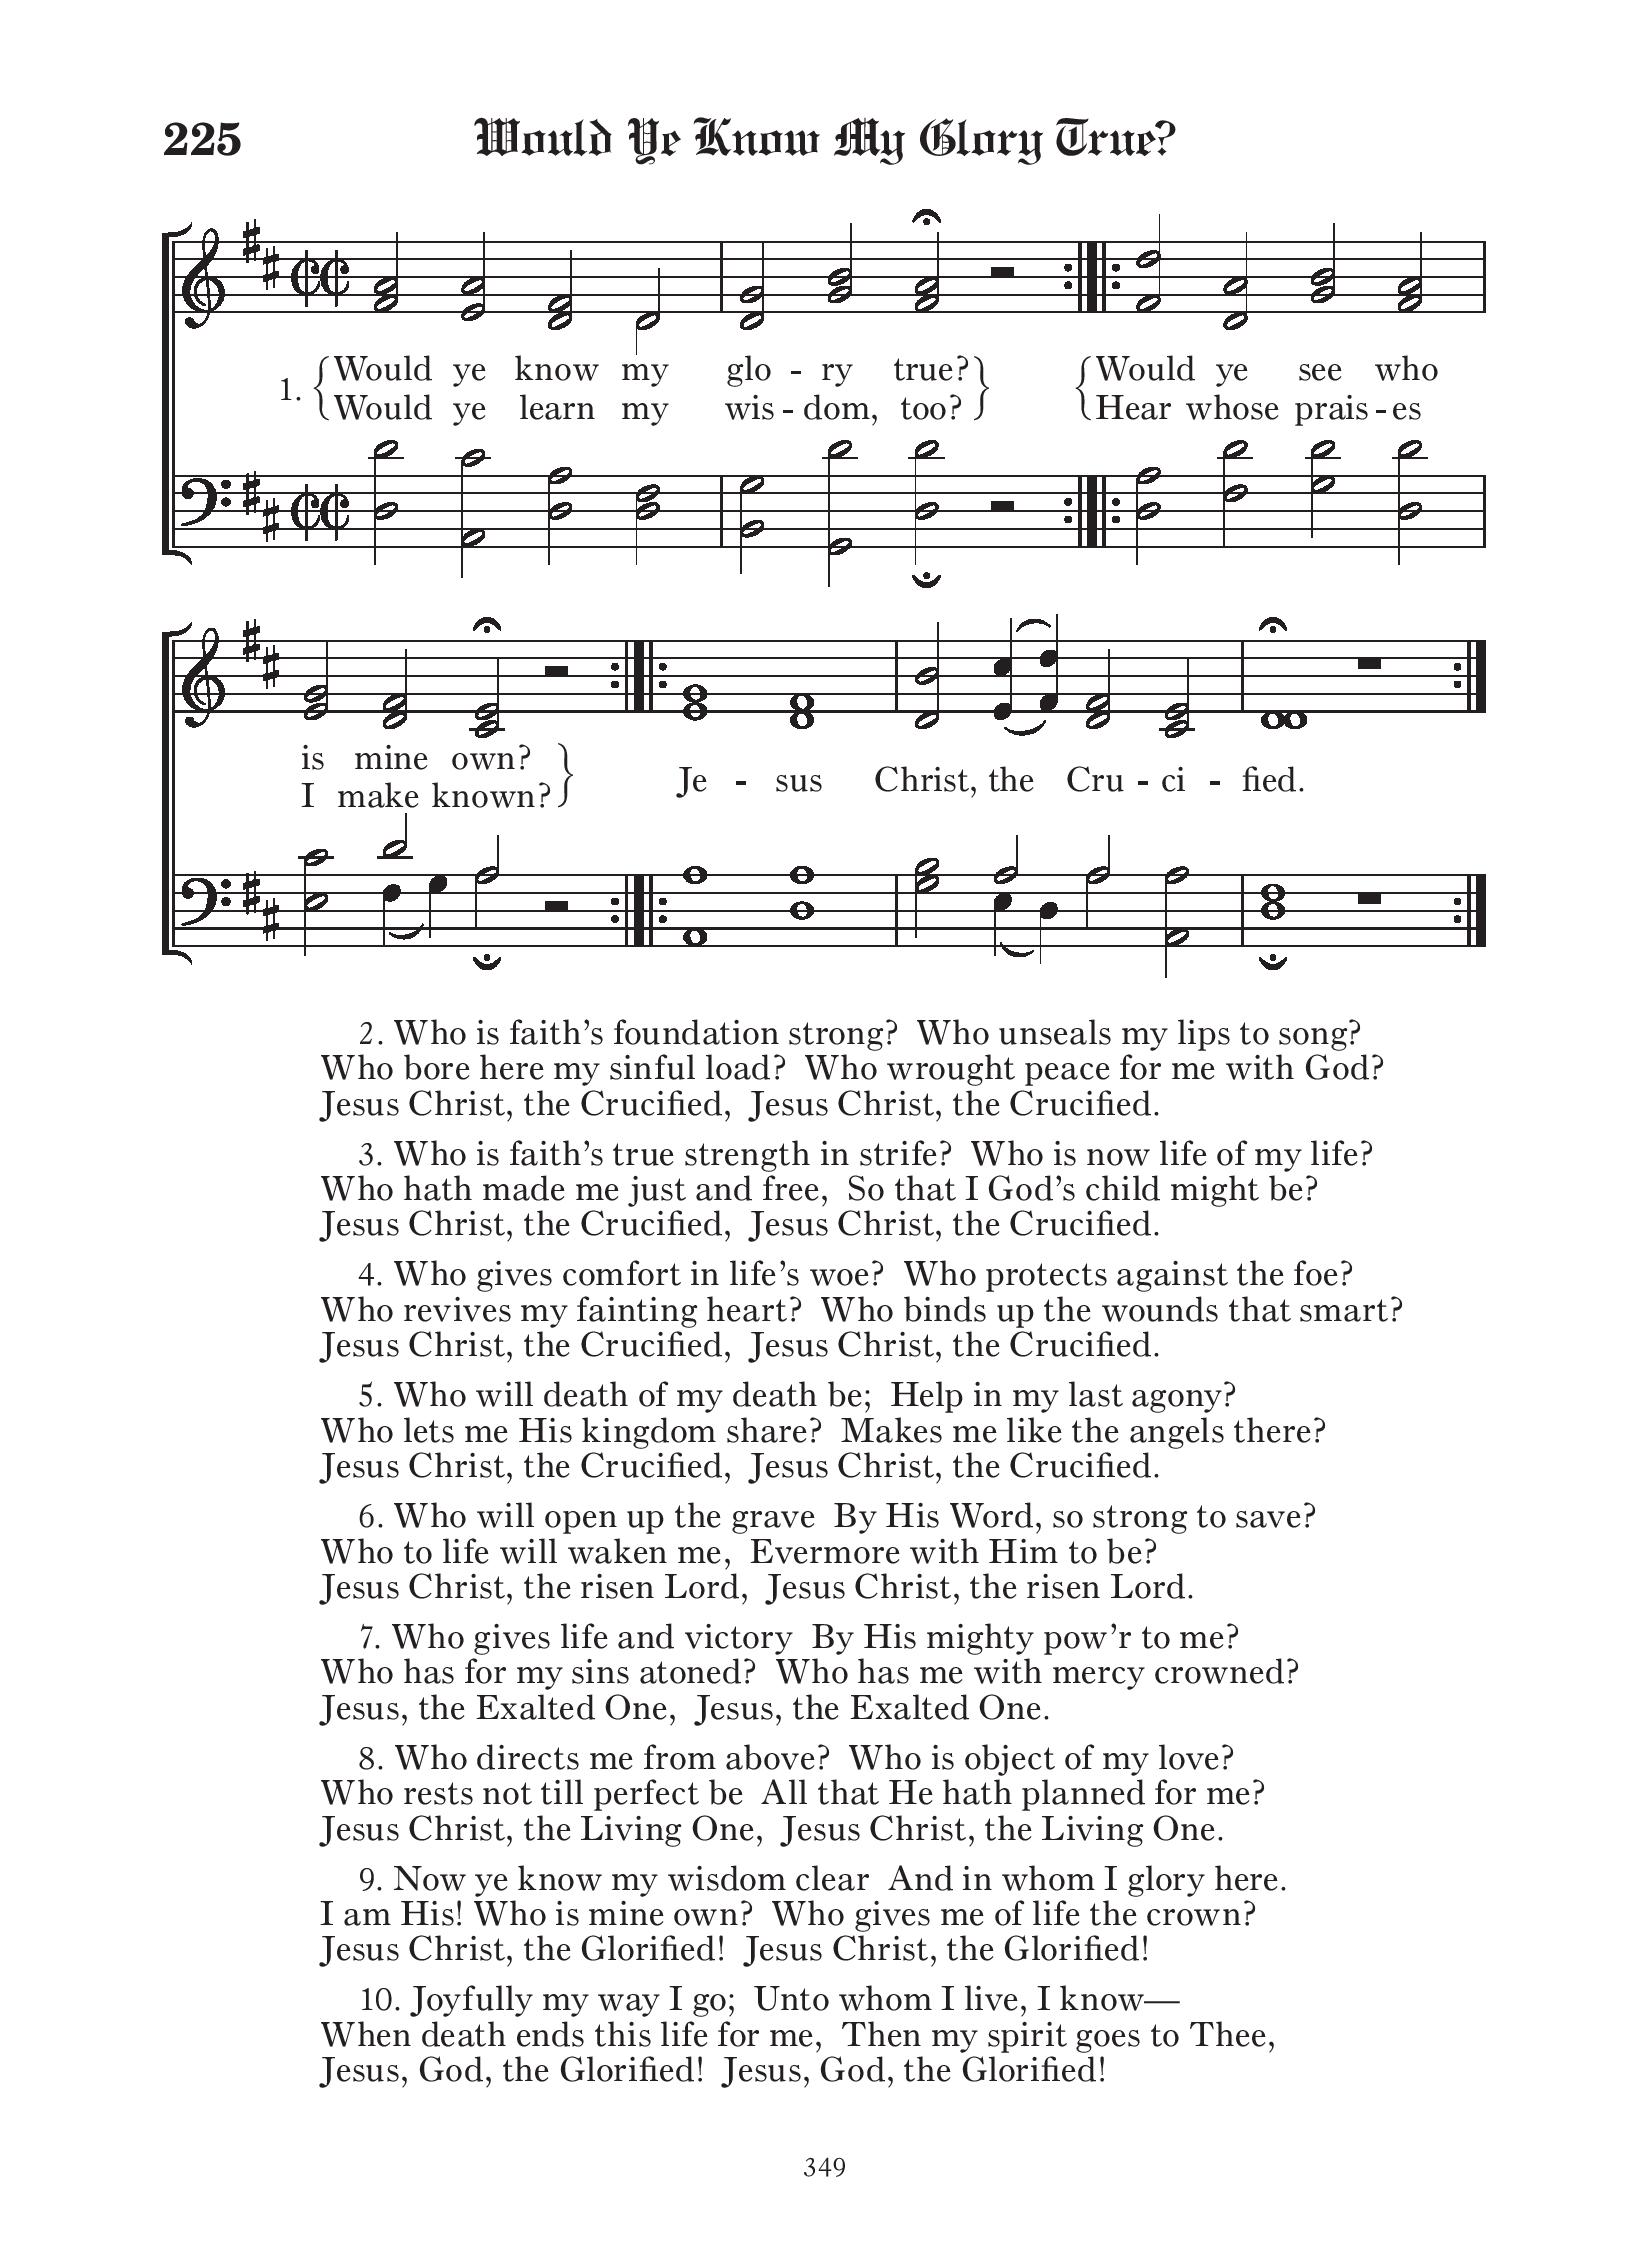 225 Would Ye Know My Glory True?
1. {Would ye know my glo - ry true?} {Would ye see who
{Would ye learn my wis - dom, too?} {Hear whose prais - es
is mine own? }
I make known?}
Je - sus Christ, the Cru - ci - fied.
2. Who is faith’s foundation strong? Who unseals my lips to song?
Who bore here my sinful load? Who wrought peace for me with God?
Jesus Christ, the Crucified, Jesus Christ, the Crucified.
3. Who is faith’s true strength in strife? Who is now life of my life?
Who hath made me just and free, So that I God’s child might be?
Jesus Christ, the Crucified, Jesus Christ, the Crucified.
4. Who gives comfort in life’s woe? Who protects against the foe?
Who revives my fainting heart? Who binds up the wounds that smart?
Jesus Christ, the Crucified, Jesus Christ, the Crucified.
5. Who will death of my death be; Help in my last agony?
Who lets me His kingdom share? Makes me like the angels there?
Jesus Christ, the Crucified, Jesus Christ, the Crucified.
6. Who will open up the grave By His Word, so strong to save?
Who to life will waken me, Evermore with Him to be?
Jesus Christ, the risen Lord, Jesus Christ, the risen Lord.
7. Who gives life and victory By His mighty pow’r to me?
Who has for my sins atoned? Who has me with mercy crowned?
Jesus, the Exalted One, Jesus, the Exalted One.
8. Who directs me from above? Who is object of my love?
Who rests not till perfect be All that He hath planned for me?
Jesus Christ, the Living One, Jesus Christ, the Living One.
9. Now ye know my wisdom clear And in whom I glory here.
I am His! Who is mine own? Who gives me of life the crown?
Jesus Christ, the Glorified! Jesus Christ, the Glorified!
10. Joyfully my way I go; Unto whom I live, I know—
When death ends this life for me, Then my spirit goes to Thee,
Jesus, God, the Glorified! Jesus, God, the Glorified!
349